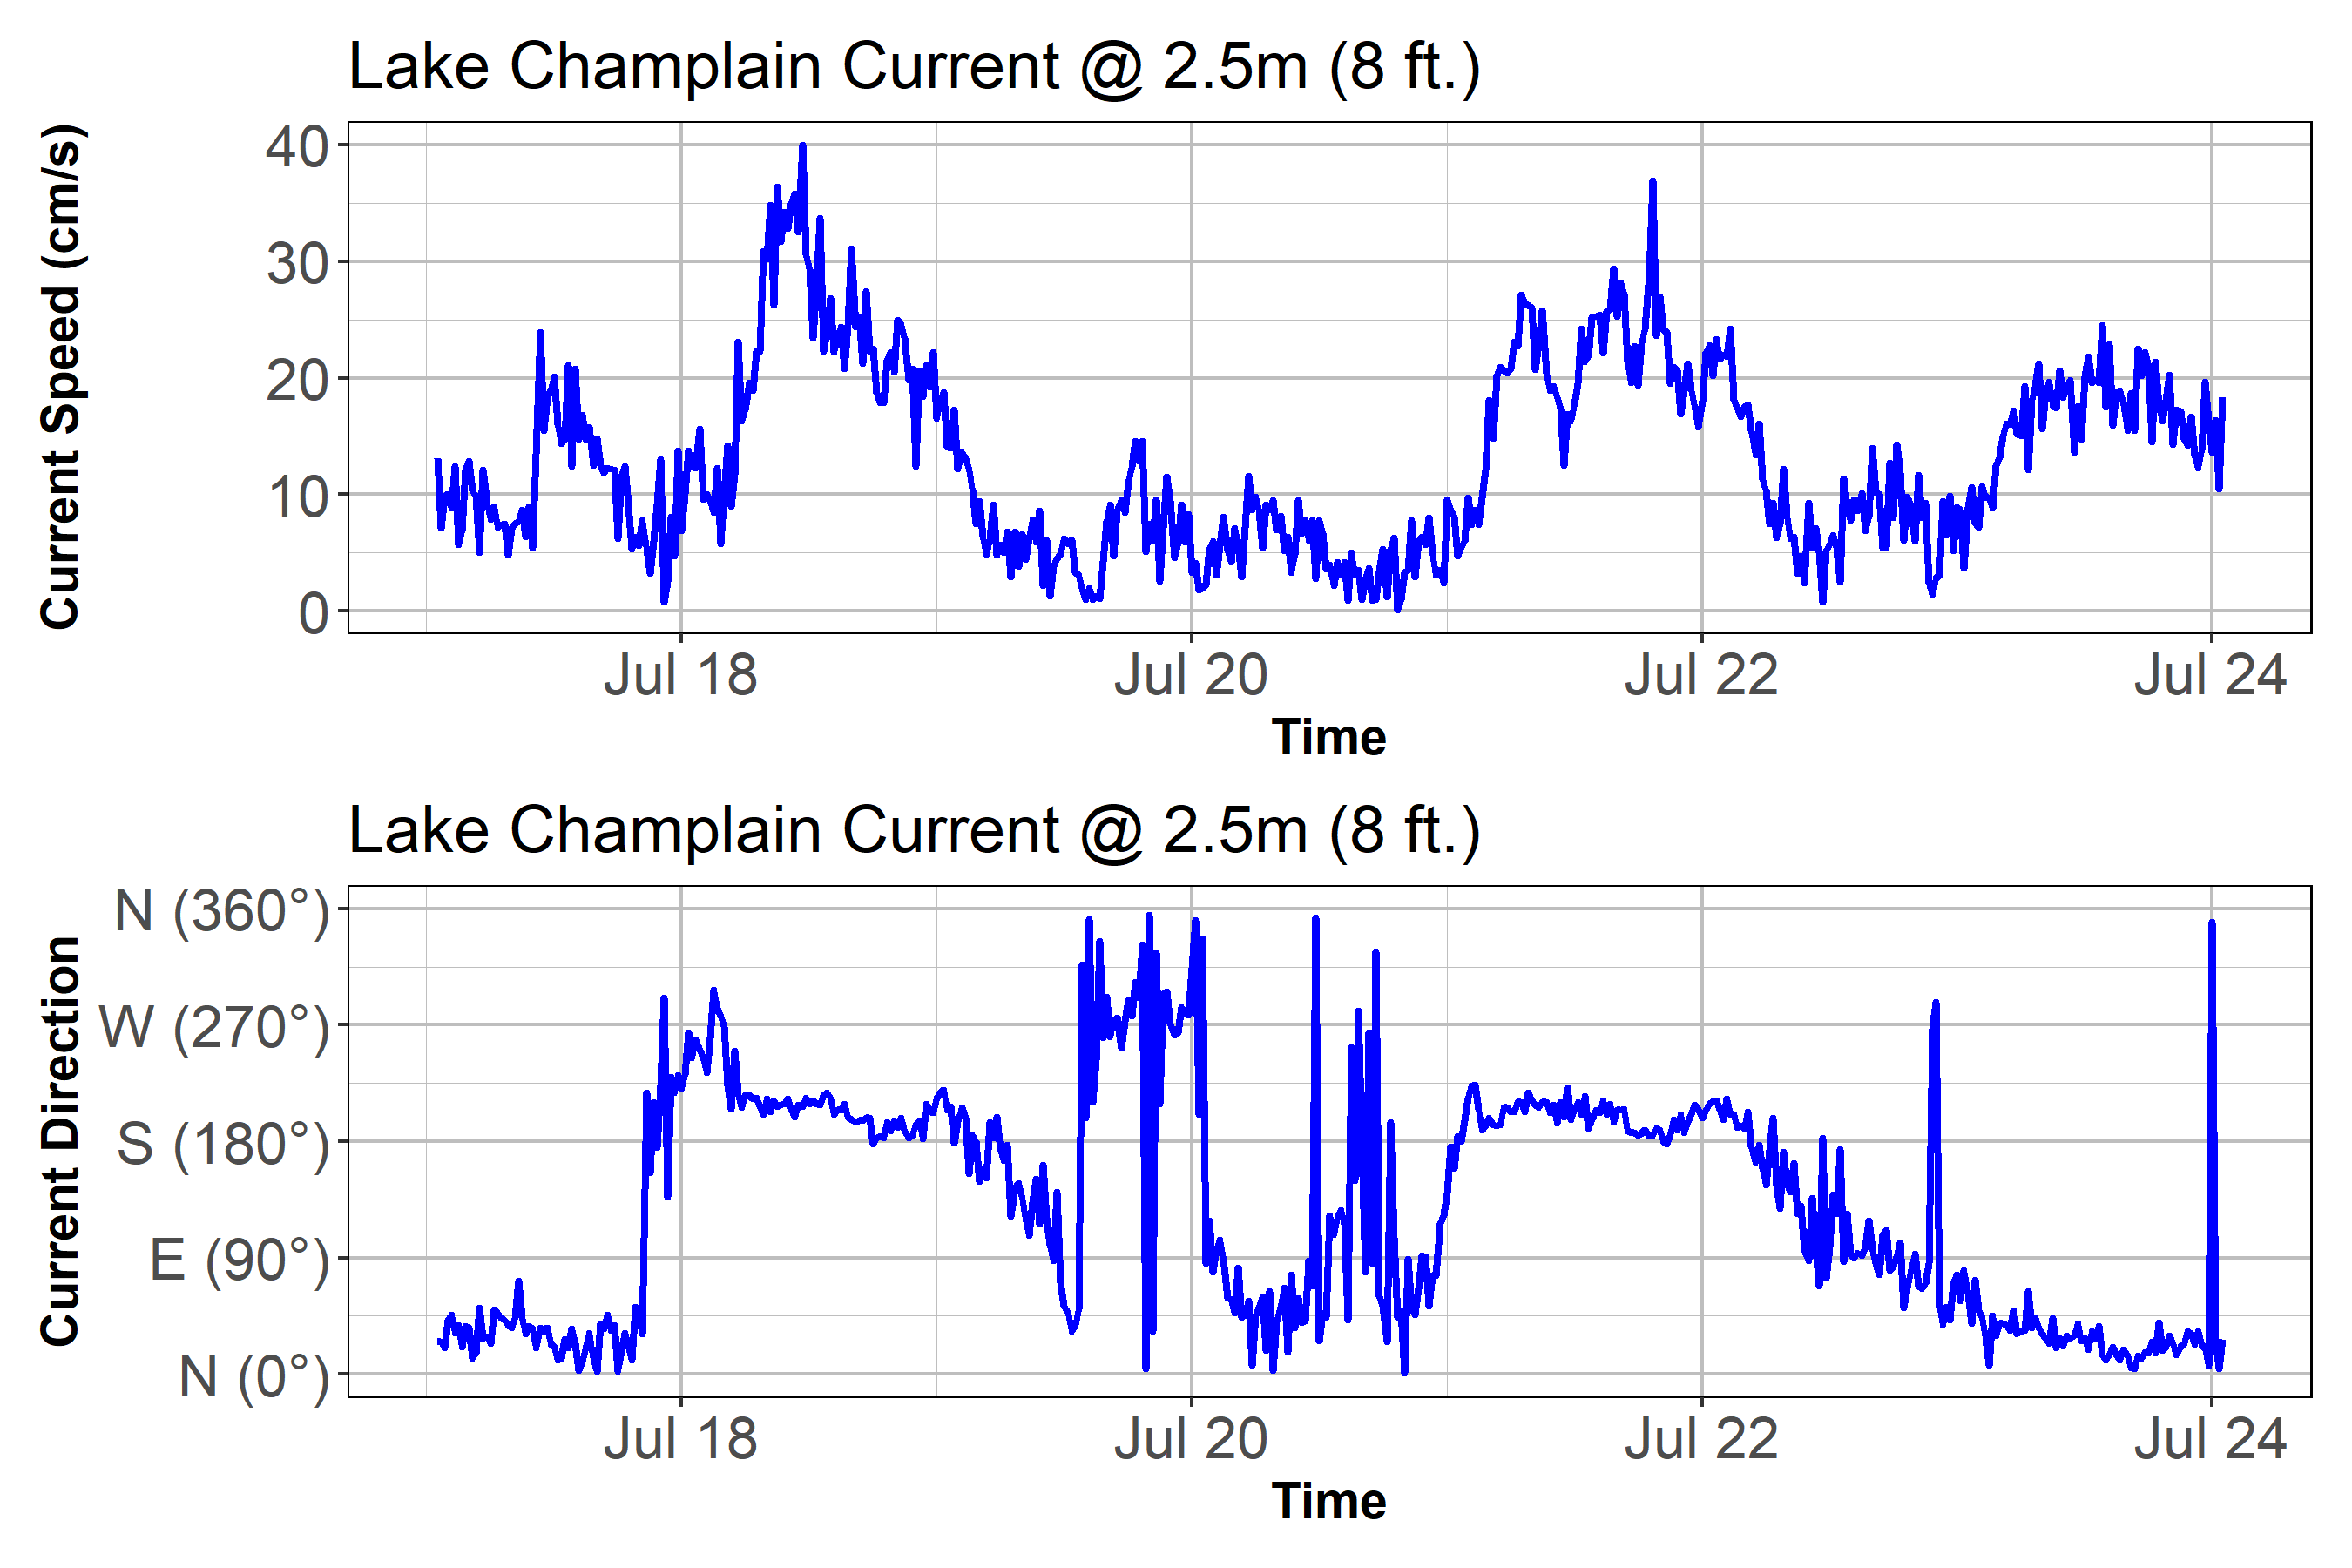 Lake Champlain Current @ 2.5m (8 ft.)
Current Speed (cm/s)
40
30
20
10
0
Jul 18 Jul 20 Jul 22 Jul 24
Time
Lake Champlain Current @ 2.5m (8 ft.)
Current Direction
N (360°)
W (270°)
S (180°)
E (90°)
N (0°)
Jul 18 Jul 20 Jul 22 Jul 24
Time